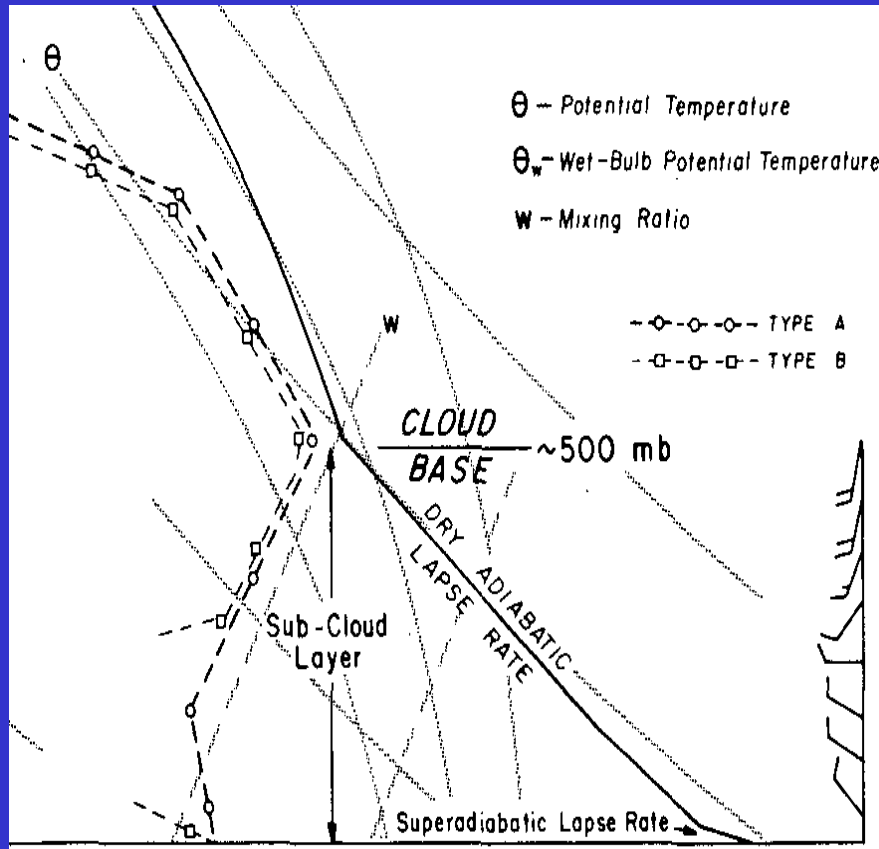 θ
θ – Potential Temperature
θw – Wet-Bulb Potential Temperature
W – Mixing Ratio
W
TYPE A
TYPE B
CLOUD
BASE
~500 mb
DRY ADIABATIC
LAPSE RATE
Sub-Cloud
Layer
Superadiabatic Lapse Rate